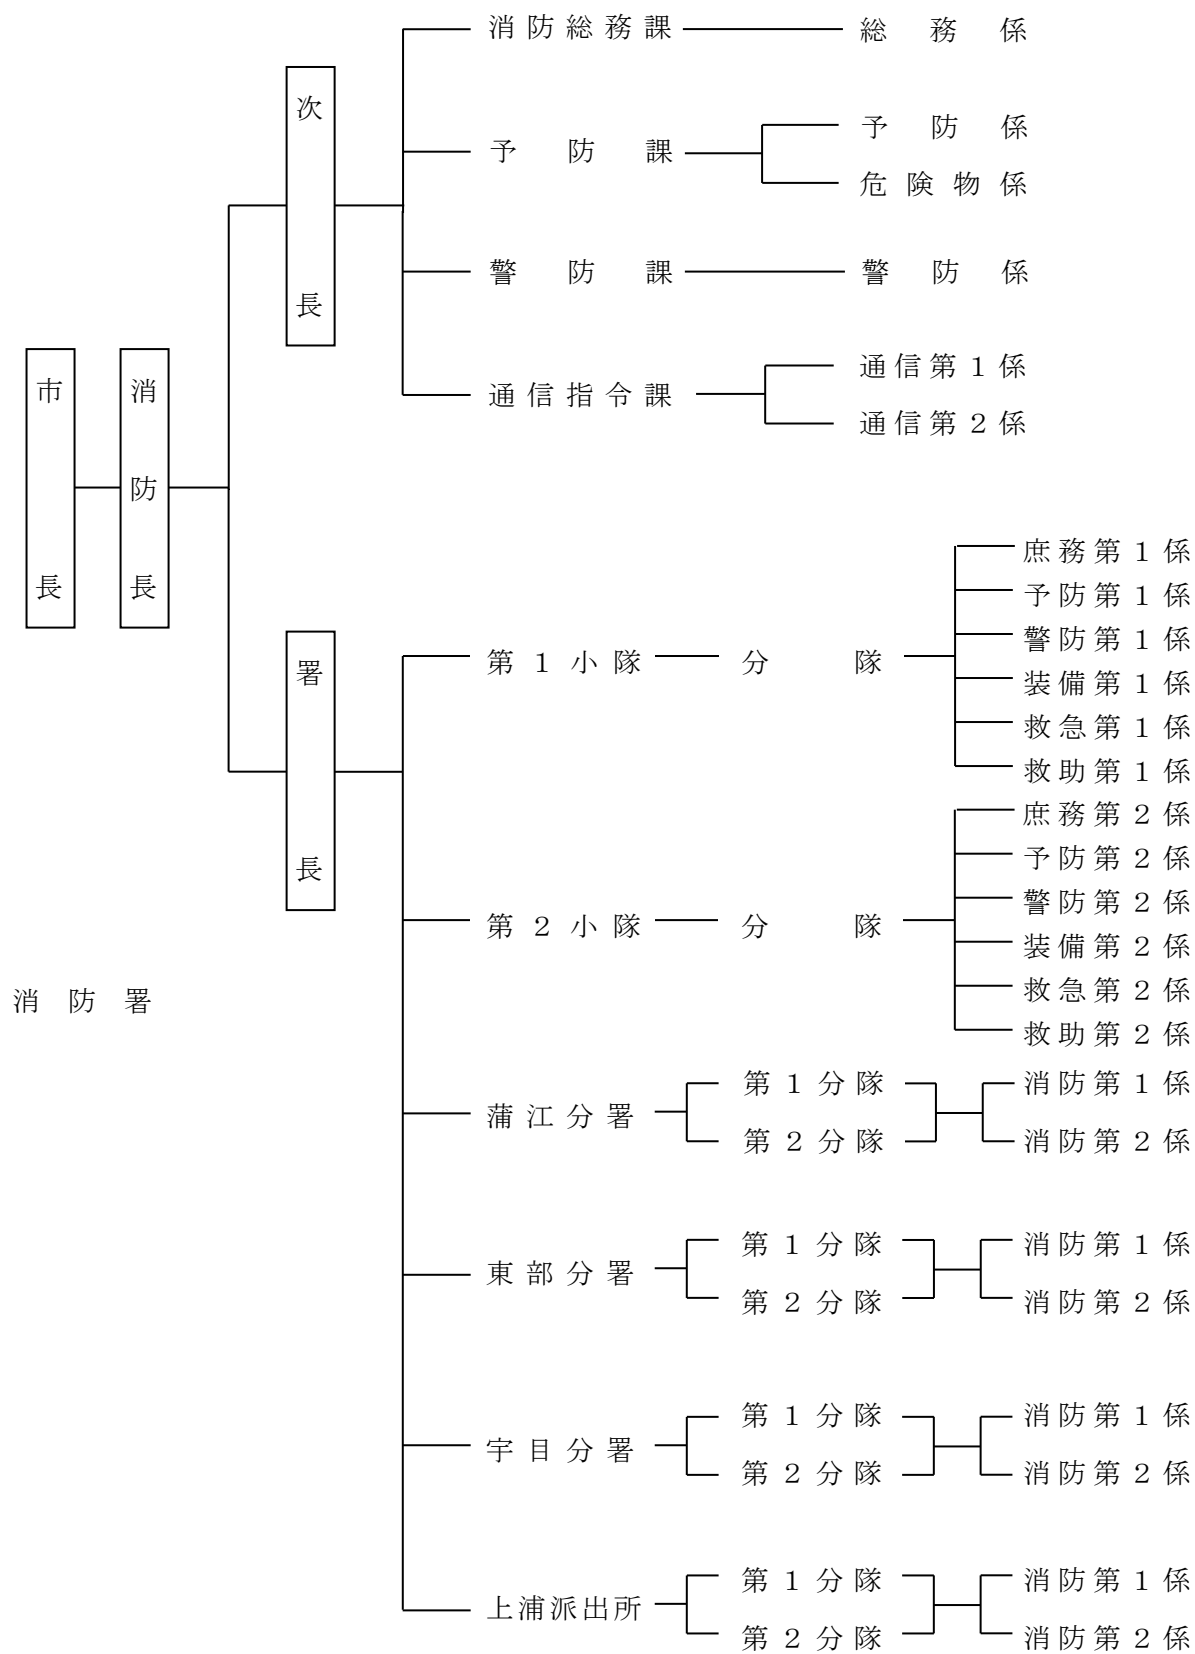 消防総務課 総務係
次長
予防課 予防係
危険物係
警防課 警防係
通信指令課 通信第1係
通信第2係
市長
消防長
署長
第1小隊 分隊 庶務第1係
予防第1係
警防第1係
装備第1係
救急第1係
救助第1係
第2小隊 分隊 庶務第2係
予防第2係
警防第2係
装備第2係
救急第2係
救助第2係
消防署
蒲江分署 第1分隊 消防第1係
第2分隊 消防第2係
東部分署 第1分隊 消防第1係
第2分隊 消防第2係
宇目分署 第1分隊 消防第1係
第2分隊 消防第2係
上浦派出所 第1分隊 消防第1係
第2分隊 消防第2係